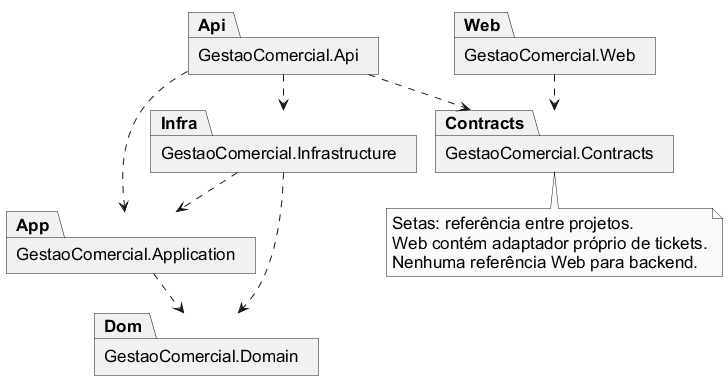 Api
GestaoComercial.Api
Web
GestaoComercial.Web
Infra
GestaoComercial.Infrastructure
Contracts
GestaoComercial.Contracts
App
GestaoComercial.Application
Setas: referência entre projetos.
Web contém adaptador próprio de tickets.
Nenhuma referência Web para backend.
Dom
GestaoComercial.Domain